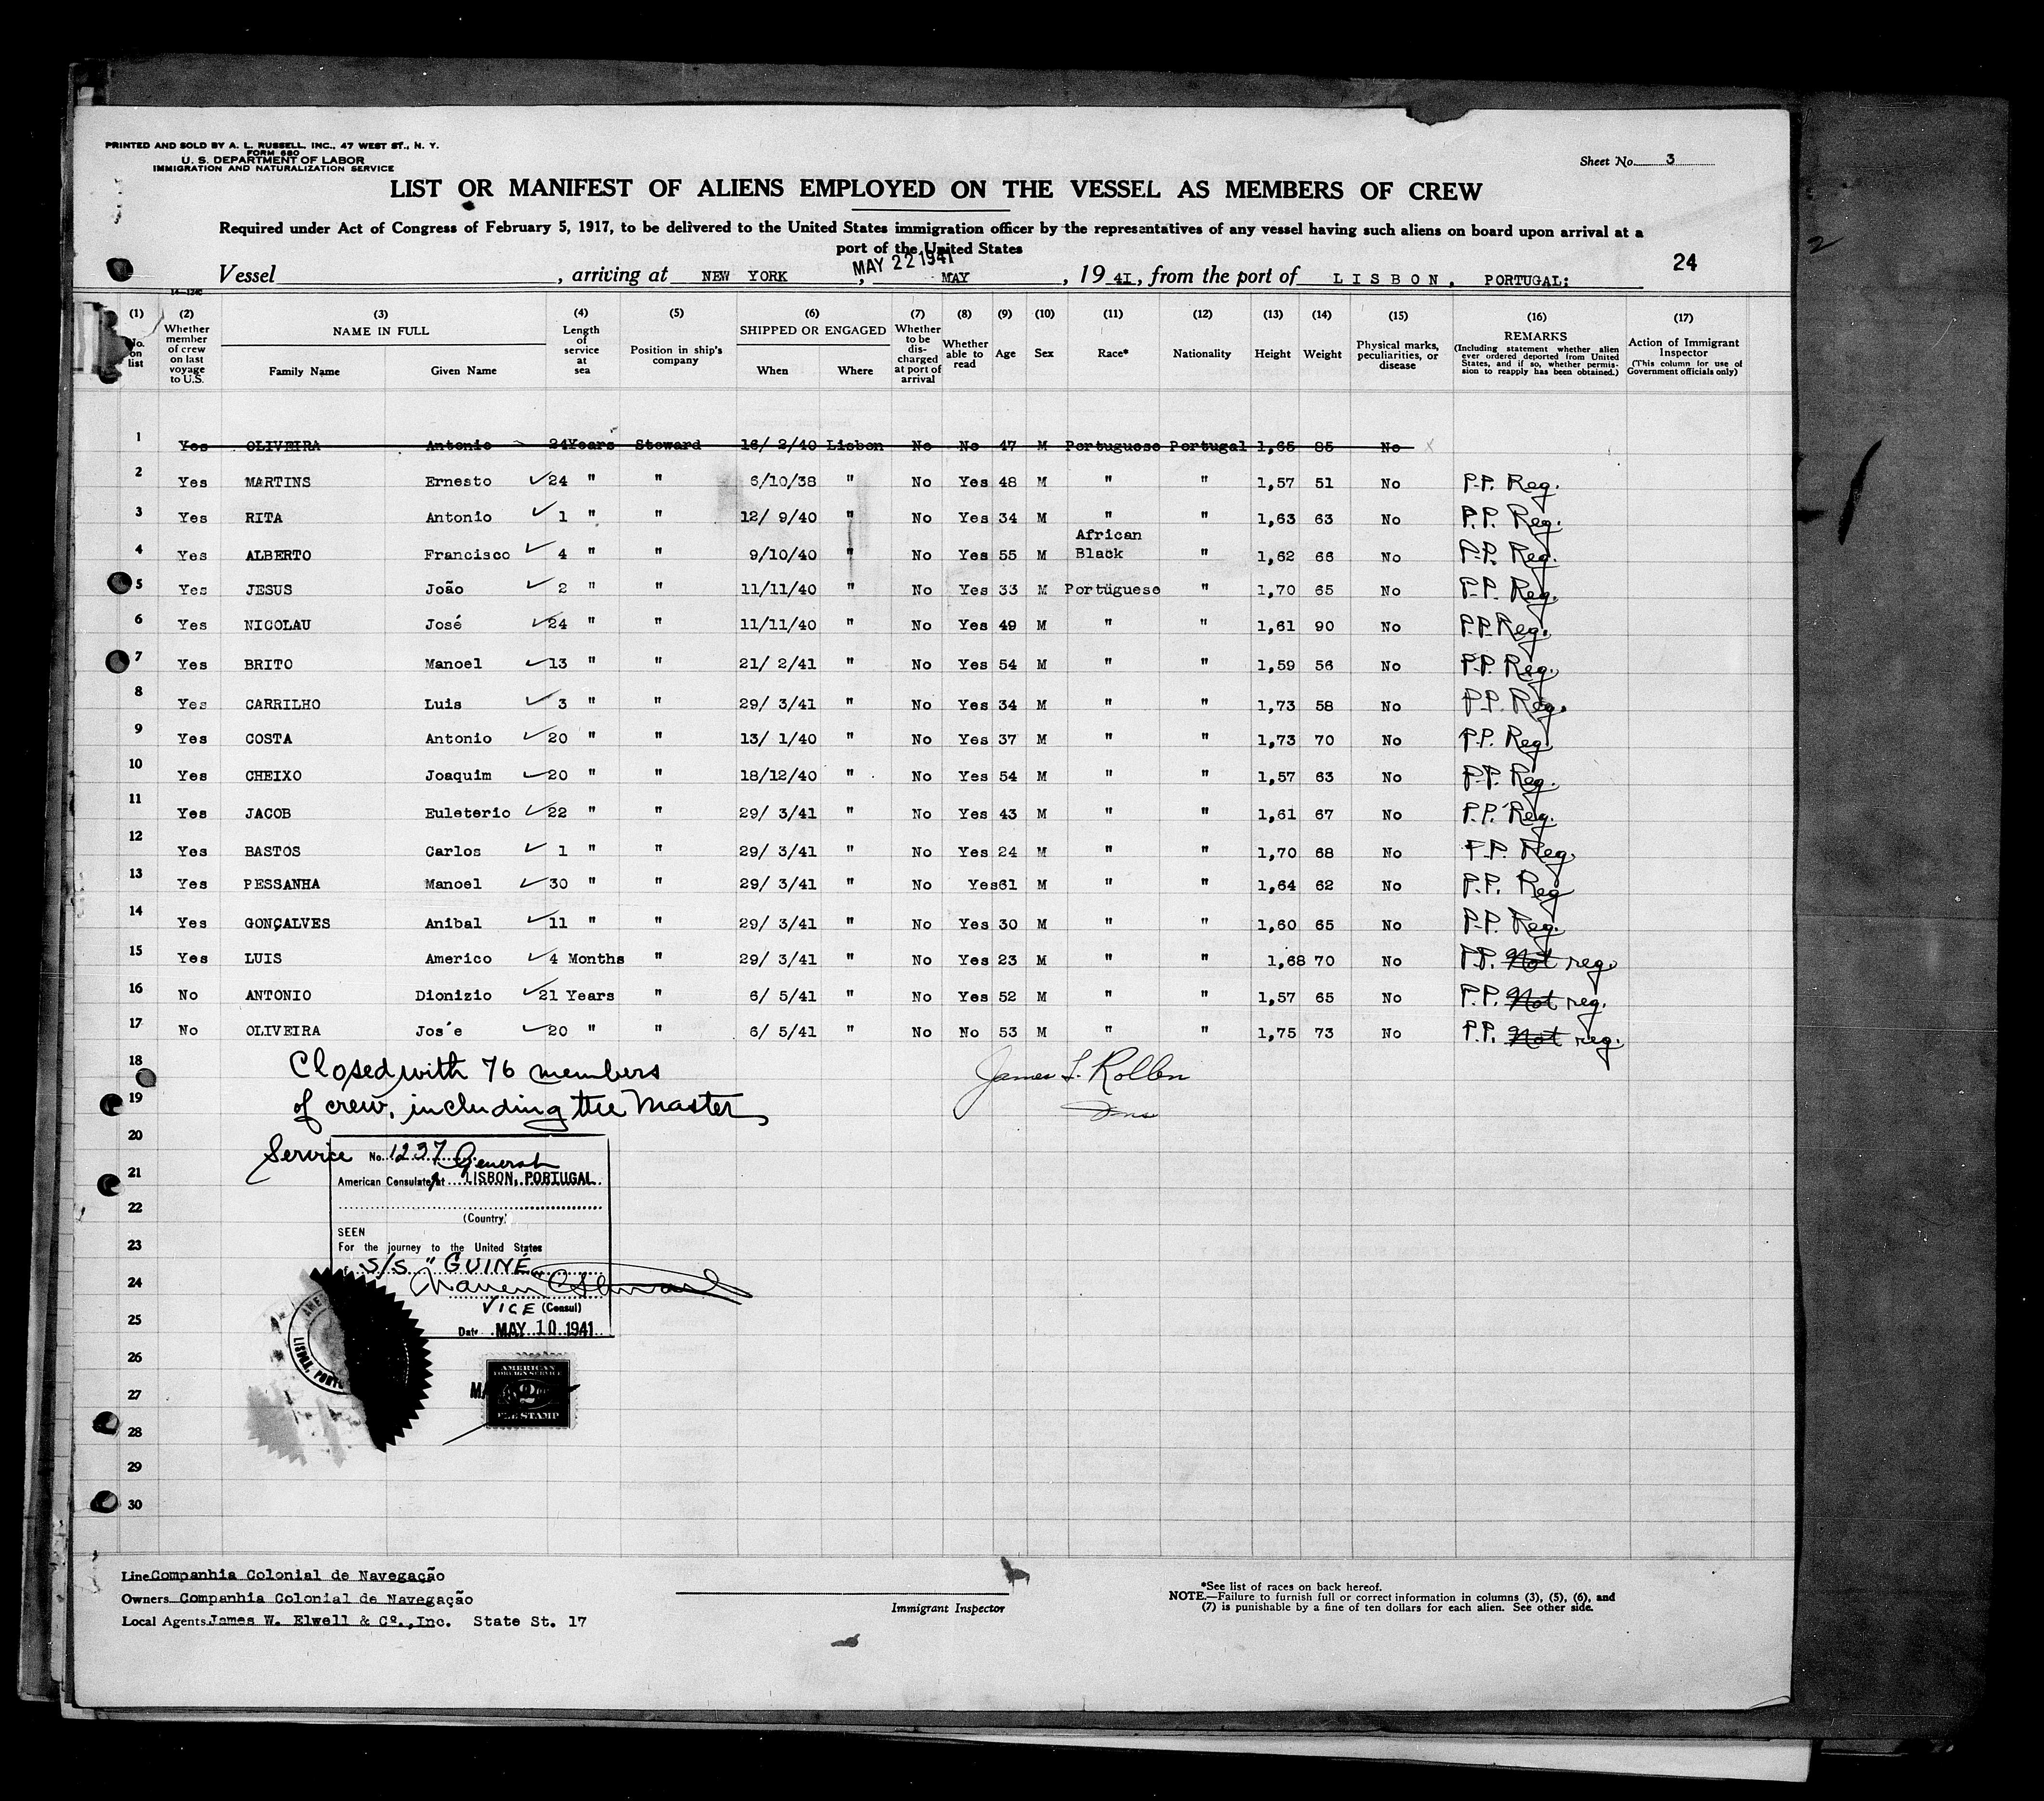 PRINTED AND SOLD BY A. L. RUSSELL, INC., 47 WEST ST., N. Y.
FORM 680
U. S. DEPARTMENT OF LABOR
IMMIGRATION AND NATURALIZATION SERVICE
Sheet No. 3
LIST OR MANIFEST OF ALIENS EMPLOYED ON THE VESSEL AS MEMBERS OF CREW
Required under Act of Congress of February 5, 1917, to be delivered to the United States immigration officer by the representatives of any vessel having such aliens on board upon arrival at a
port of the United States
MAY 22 1941
24
Vessel , arriving at NEW YORK , MAY , 19 41, from the port of LISBON, PORTUGAL:
(1) No. on list
(2) Whether member of crew on last voyage to U.S.
(3) NAME IN FULL Family Name Given Name
(4) Length of service at sea
(5) Position in ship's company
(6) SHIPPED OR ENGAGED When Where
(7) Whether to be discharged at port of arrival
(8) Whether able to read
(9) Age
(10) Sex
(11) Race*
(12) Nationality
(13) Height
(14) Weight
(15) Physical marks, peculiarities, or disease
(16) REMARKS (Including statement whether alien ever ordered deported from United States, and if so, whether permission to reapply has been obtained.)
(17) Action of Immigrant Inspector (This column for use of Government officials only)
1 Yes OLIVEIRA Antonio 24Years Steward 16/ 2/40 Lisbon No No 47 M Portuguese Portugal 1,65 85 No x
2 Yes MARTINS Ernesto ✓24 " " 6/10/38 " No Yes 48 M " " 1,57 51 No P.P. Reg.
3 Yes RITA Antonio ✓ 1 " " 12/ 9/40 " No Yes 34 M " " 1,63 63 No P.P. Reg.
4 Yes ALBERTO Francisco ✓ 4 " " 9/10/40 " No Yes 55 M African Black " 1,62 66 No P.P. Reg.
5 Yes JESUS João ✓ 2 " " 11/11/40 " No Yes 33 M Portuguese " 1,70 65 No P.P. Reg.
6 Yes NICOLAU José ✓24 " " 11/11/40 " No Yes 49 M " " 1,61 90 No P.P. Reg.
7 Yes BRITO Manoel ✓13 " " 21/ 2/41 " No Yes 54 M " " 1,59 56 No P.P. Reg.
8 Yes CARRILHO Luis ✓ 3 " " 29/ 3/41 " No Yes 34 M " " 1,73 58 No P.P. Reg.
9 Yes COSTA Antonio ✓20 " " 13/ 1/40 " No Yes 37 M " " 1,73 70 No P.P. Reg.
10 Yes CHEIXO Joaquim ✓20 " " 18/12/40 " No Yes 54 M " " 1,57 63 No P.P. Reg.
11 Yes JACOB Euleterio ✓22 " " 29/ 3/41 " No Yes 43 M " " 1,61 67 No P.P. Reg.
12 Yes BASTOS Carlos ✓ 1 " " 29/ 3/41 " No Yes 24 M " " 1,70 68 No P.P. Reg.
13 Yes PESSANHA Manoel ✓ 30 " " 29/ 3/41 " No Yes61 M " " 1,64 62 No P.P. Reg
14 Yes GONÇALVES Anibal ✓11 " " 29/ 3/41 " No Yes 30 M " " 1,60 65 No P.P. Reg.
15 Yes LUIS Americo ✓4 Months " 29/ 3/41 " No Yes 23 M " " 1,68 70 No P.P. Not reg.
16 No ANTONIO Dionizio ✓21 Years " 6/ 5/41 " No Yes 52 M " " 1,57 65 No P.P. Not reg.
17 No OLIVEIRA Jos'e ✓20 " " 6/ 5/41 " No No 53 M " " 1,75 73 No P.P. Not reg.
18 Closed with 76 members
19 of crew, including the Master
James
20
Service No. 1237 General
21 American Consulate at LISBON, PORTUGAL
22 (Country)
SEEN
23 For the journey to the United States
S/S "GUINÉ"
24
VICE (Consul)
25 Date MAY 10 1941
26
27
28
29
30
AMERICAN
FOREIGN SERVICE
2
FEE STAMP
Line Companhia Colonial de Navegação
Owners Companhia Colonial de Navegação
Local Agents James W. Elwell & Cº.,Inc. State St. 17
Immigrant Inspector
*See list of races on back hereof.
NOTE.—Failure to furnish full or correct information in columns (3), (5), (6), and
(7) is punishable by a fine of ten dollars for each alien. See other side.